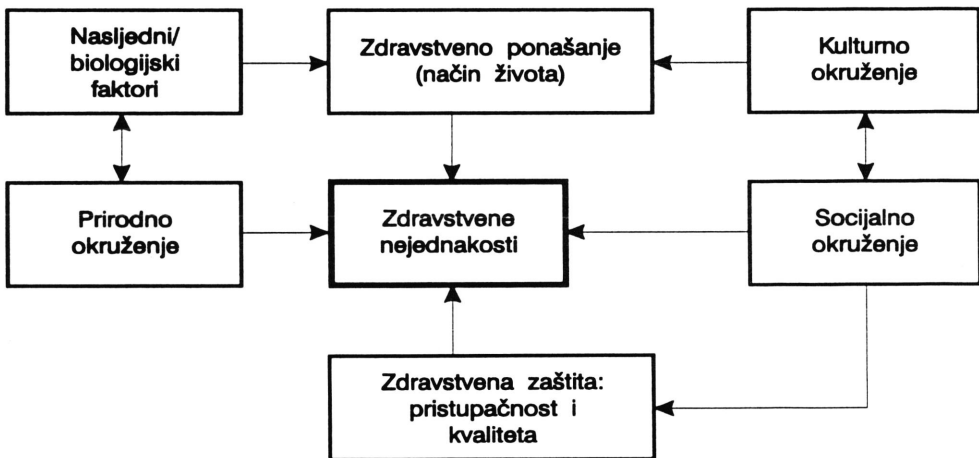 Nasljedni/
biologijski
faktori
Zdravstveno ponašanje
(način života)
Kulturno
okruženje
Prirodno
okruženje
Zdravstvene
nejednakosti
Socijalno
okruženje
Zdravstvena zaštita:
pristupačnost i
kvaliteta